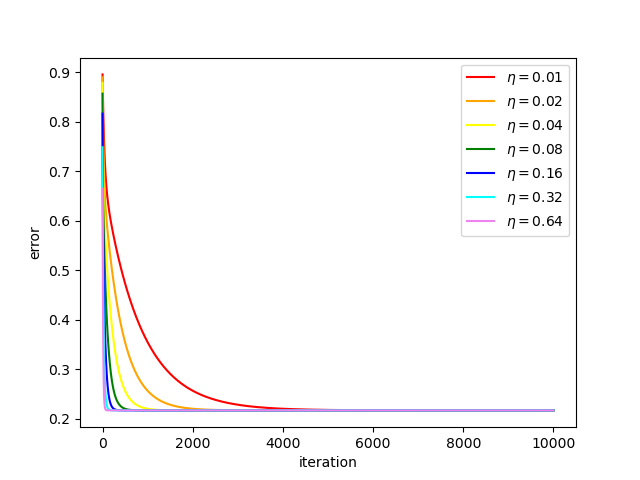 0.9
0.8
0.7
0.6
0.5
0.4
0.3
0.2
error
0 2000 4000 6000 8000 10000
iteration
η = 0.01
η = 0.02
η = 0.04
η = 0.08
η = 0.16
η = 0.32
η = 0.64